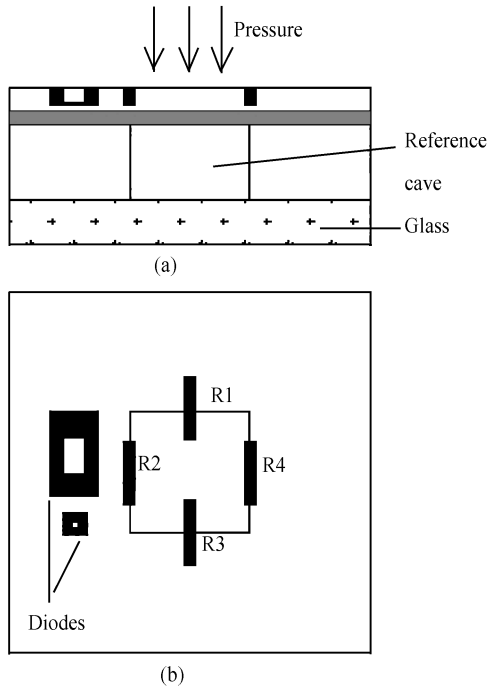 Pressure
Reference
cave
Glass
(a)
R1
R2
R4
R3
Diodes
(b)